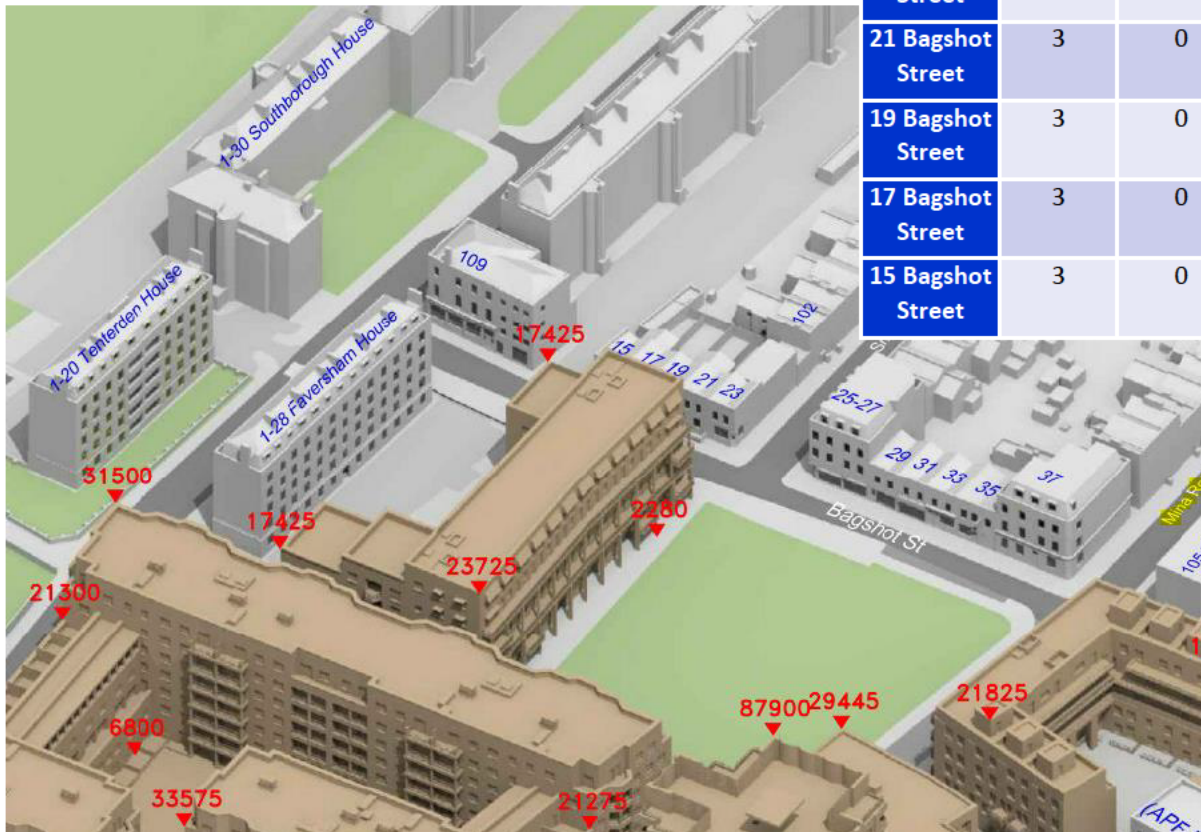 Street
21 Bagshot Street 3 0
19 Bagshot Street 3 0
17 Bagshot Street 3 0
15 Bagshot Street 3 0
1-30 Southborough House
109
102
1-20 Tenterden House
1-28 Faversham House
17425
15 17 19 21 23
25-27
29 31 33 35 37
31500
17425
2280
Bagshot St
Mina
23725
105
21300
6800
87900
29445
21825
33575
21275
(APF